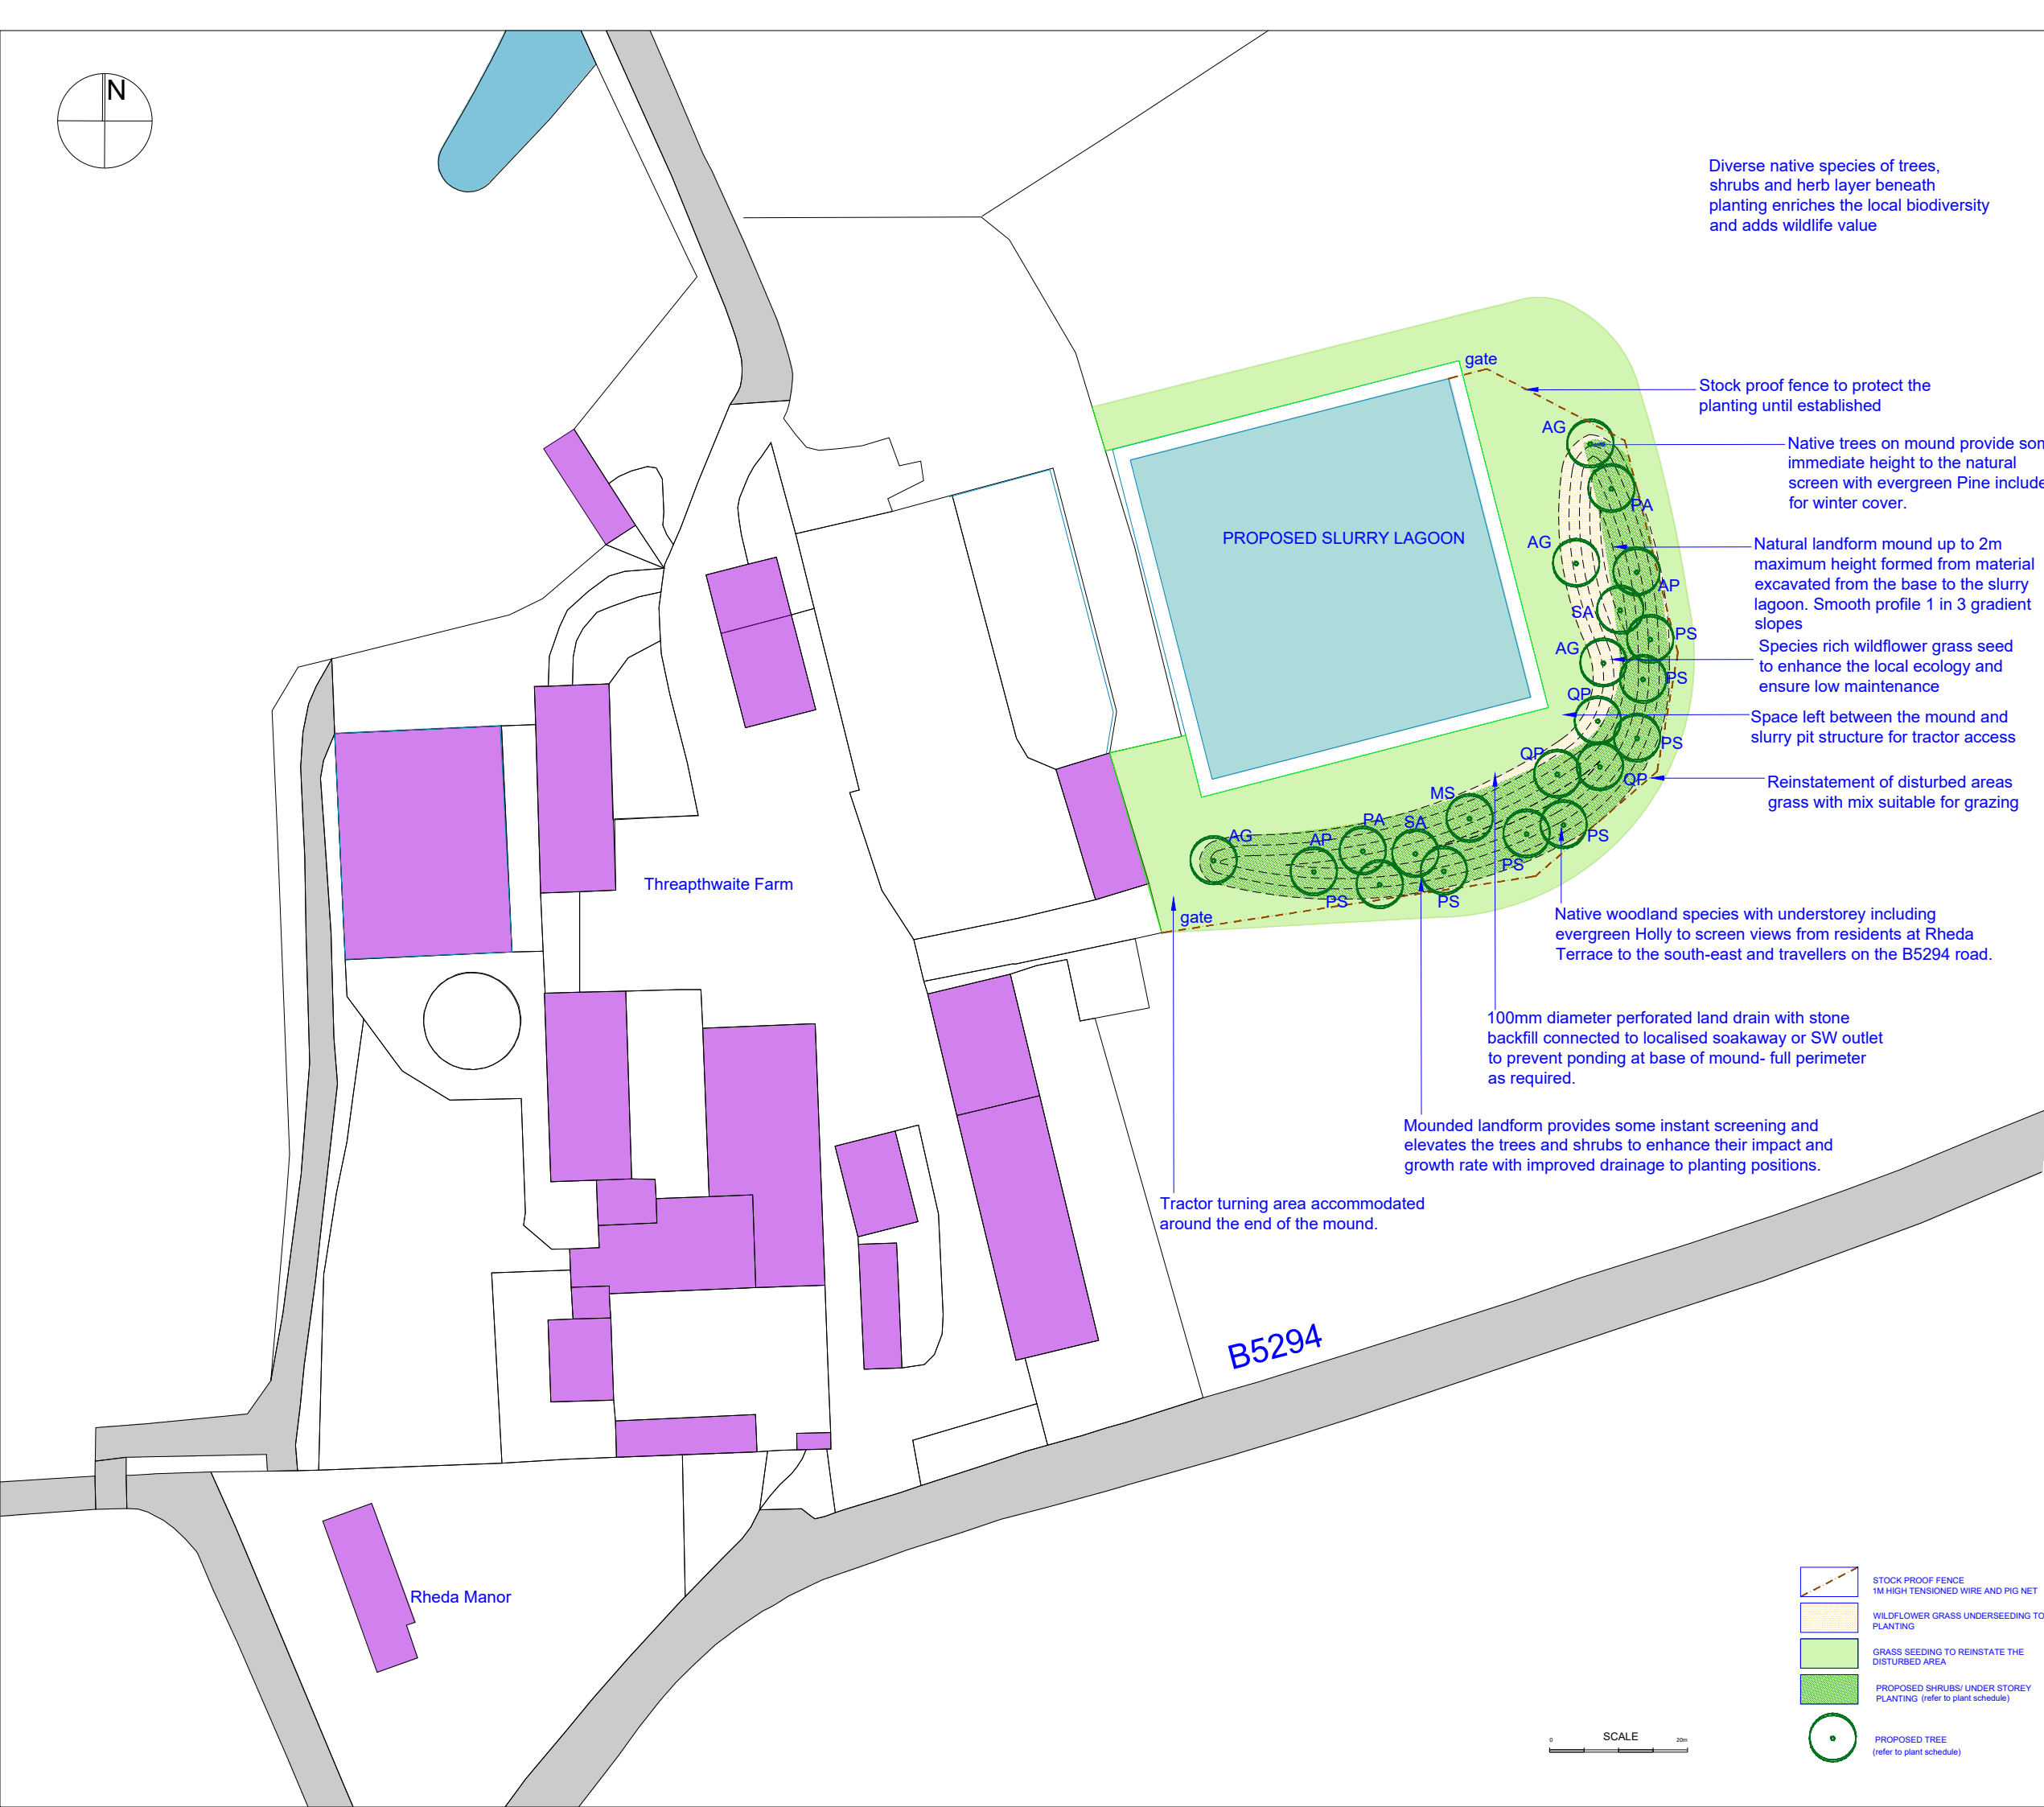 N
Diverse native species of trees,
shrubs and herb layer beneath
planting enriches the local biodiversity
and adds wildlife value
gate
Stock proof fence to protect the
planting until established
AG
Native trees on mound provide som
immediate height to the natural
screen with evergreen Pine include
for winter cover.
PA
PROPOSED SLURRY LAGOON
AG
Natural landform mound up to 2m
maximum height formed from material
excavated from the base to the slurry
lagoon. Smooth profile 1 in 3 gradient
slopes
AP
SA
PS
AG
Species rich wildflower grass seed
to enhance the local ecology and
ensure low maintenance
PS
QP
Space left between the mound and
slurry pit structure for tractor access
PS
QP
QP
Reinstatement of disturbed areas
grass with mix suitable for grazing
MS
PA
SA
AG
AP
PS
PS
PS
PS
Threapthwaite Farm
gate
Native woodland species with understorey including
evergreen Holly to screen views from residents at Rheda
Terrace to the south-east and travellers on the B5294 road.
100mm diameter perforated land drain with stone
backfill connected to localised soakaway or SW outlet
to prevent ponding at base of mound- full perimeter
as required.
Mounded landform provides some instant screening and
elevates the trees and shrubs to enhance their impact and
growth rate with improved drainage to planting positions.
Tractor turning area accommodated
around the end of the mound.
B5294
Rheda Manor
STOCK PROOF FENCE
1M HIGH TENSIONED WIRE AND PIG NET
WILDFLOWER GRASS UNDERSEEDING TO
PLANTING
GRASS SEEDING TO REINSTATE THE
DISTURBED AREA
PROPOSED SHRUBS/ UNDER STOREY
PLANTING (refer to plant schedule)
PROPOSED TREE
(refer to plant schedule)
SCALE
0 20m